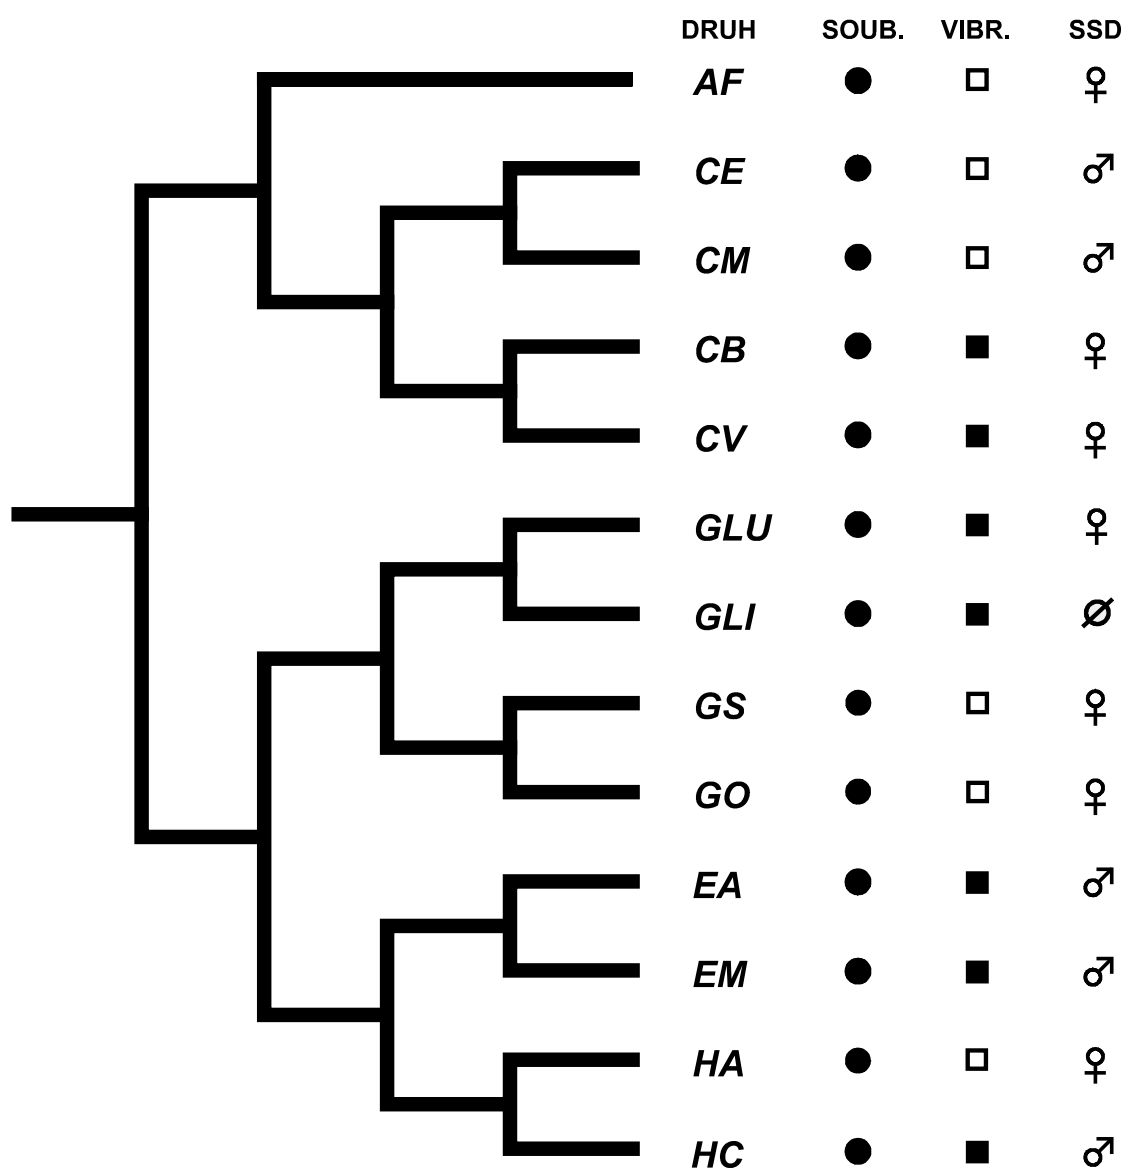 DRUH SOUB. VIBR. SSD
AF ♀
CE ♂
CM ♂
CB ♀
CV ♀
GLU ♀
GLI Ø
GS ♀
GO ♀
EA ♂
EM ♂
HA ♀
HC ♂